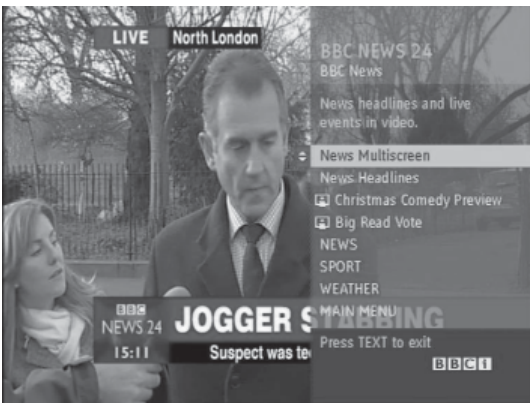 LIVE North London
BBC NEWS 24
BBC News
News headlines and live
events in video.
News Multiscreen
News Headlines
Christmas Comedy Preview
Big Read Vote
NEWS
SPORT
WEATHER
MAIN MENU
Press TEXT to exit
BBCi
BBC
NEWS 24
15:11
JOGGER STABBING
Suspect was